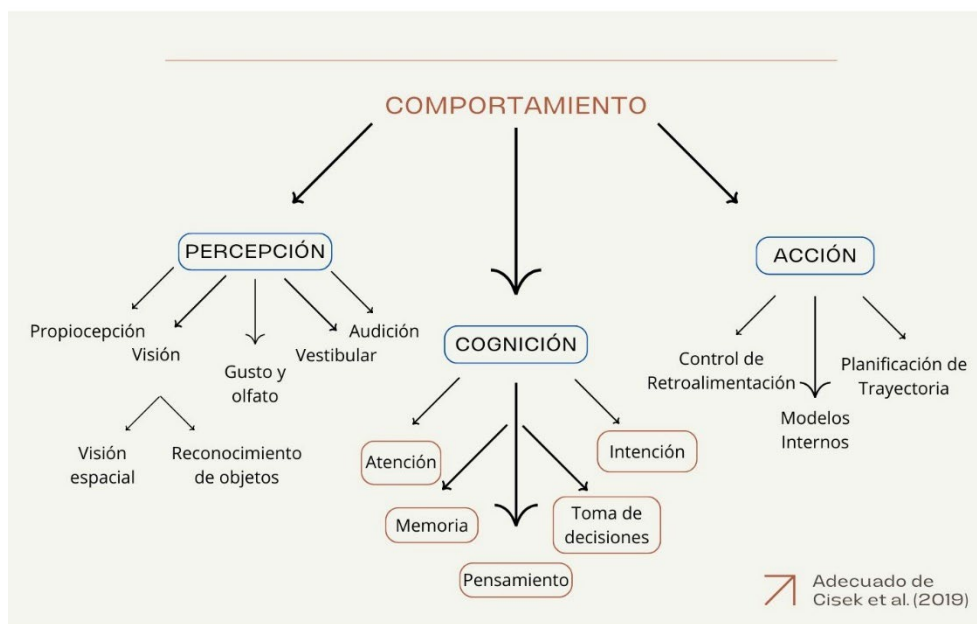 COMPORTAMIENTO
PERCEPCIÓN
Propiocepción
Visión
Gusto y
olfato
Vestibular
Audición
Visión
espacial
Reconocimiento
de objetos
COGNICIÓN
Atención
Memoria
Pensamiento
Toma de
decisiones
Intención
ACCIÓN
Control de
Retroalimentación
Modelos
Internos
Planificación de
Trayectoria
Adecuado de
Cisek et al. (2019)